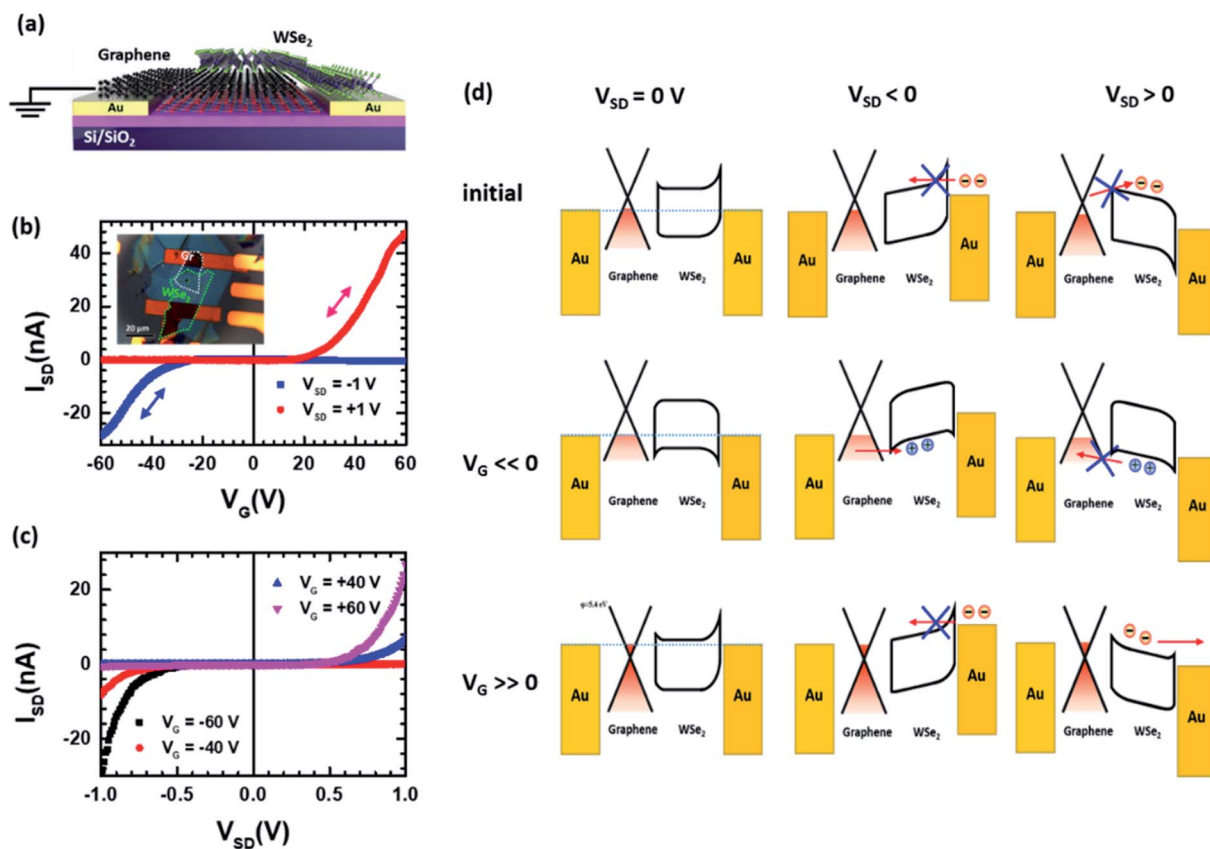 (a)
WSe2
Graphene
Au
Au
Si/SiO2
(b)
ISD(nA)
40
20
0
-20
Gr
WSe2
20 μm
VSD = -1 V
VSD = +1 V
-60 -40 -20 0 20 40 60
VG(V)
(c)
ISD(nA)
20
0
-20
VG = +40 V
VG = +60 V
VG = -60 V
VG = -40 V
-1.0 -0.5 0.0 0.5 1.0
VSD(V)
(d)
VSD = 0 V VSD < 0 VSD > 0
initial
Au Au Au Au Au Au
Graphene WSe2 Graphene WSe2 Graphene WSe2
VG << 0
Au Au Au Au Au Au
Graphene WSe2 Graphene WSe2 Graphene WSe2
φ=5.4 eV
VG >> 0
Au Au Au Au Au Au
Graphene WSe2 Graphene WSe2 Graphene WSe2